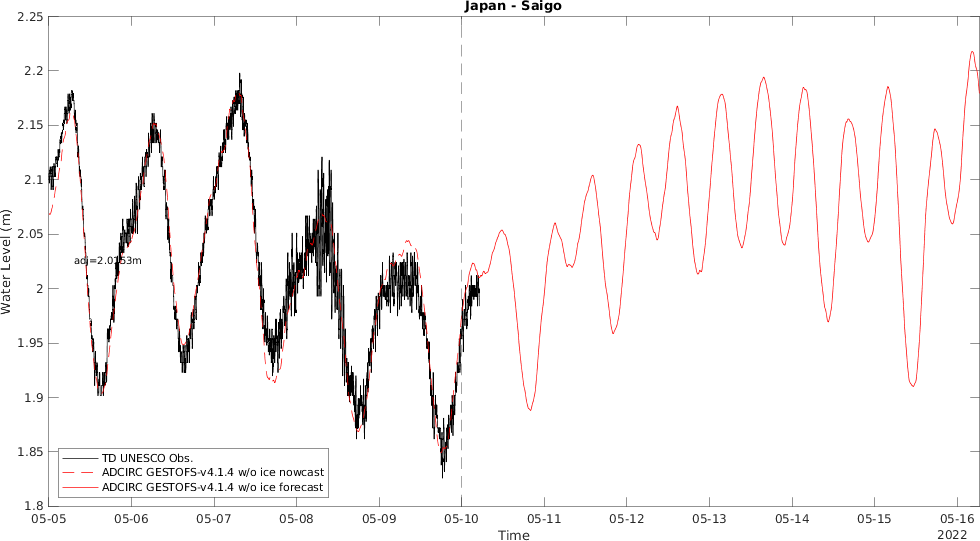 Japan - Saigo
2.25
2.2
2.15
2.1
2.05
2
1.95
1.9
1.85
1.8
Water Level (m)
adj=2.0153m
TD UNESCO Obs.
ADCIRC GESTOFS-v4.1.4 w/o ice nowcast
ADCIRC GESTOFS-v4.1.4 w/o ice forecast
05-05 05-06 05-07 05-08 05-09 05-10 05-11 05-12 05-13 05-14 05-15 05-16
Time
2022